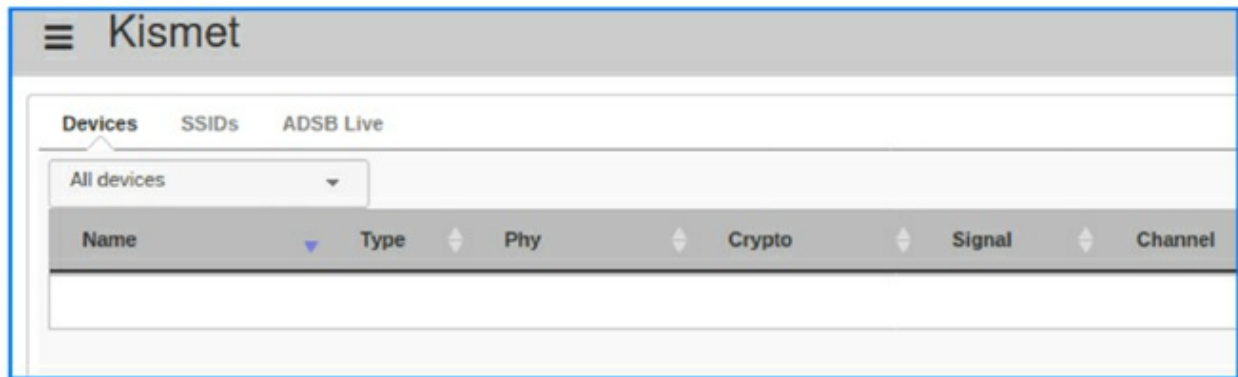 Kismet
Devices SSIDs ADSB Live
All devices
Name Type Phy Crypto Signal Channel